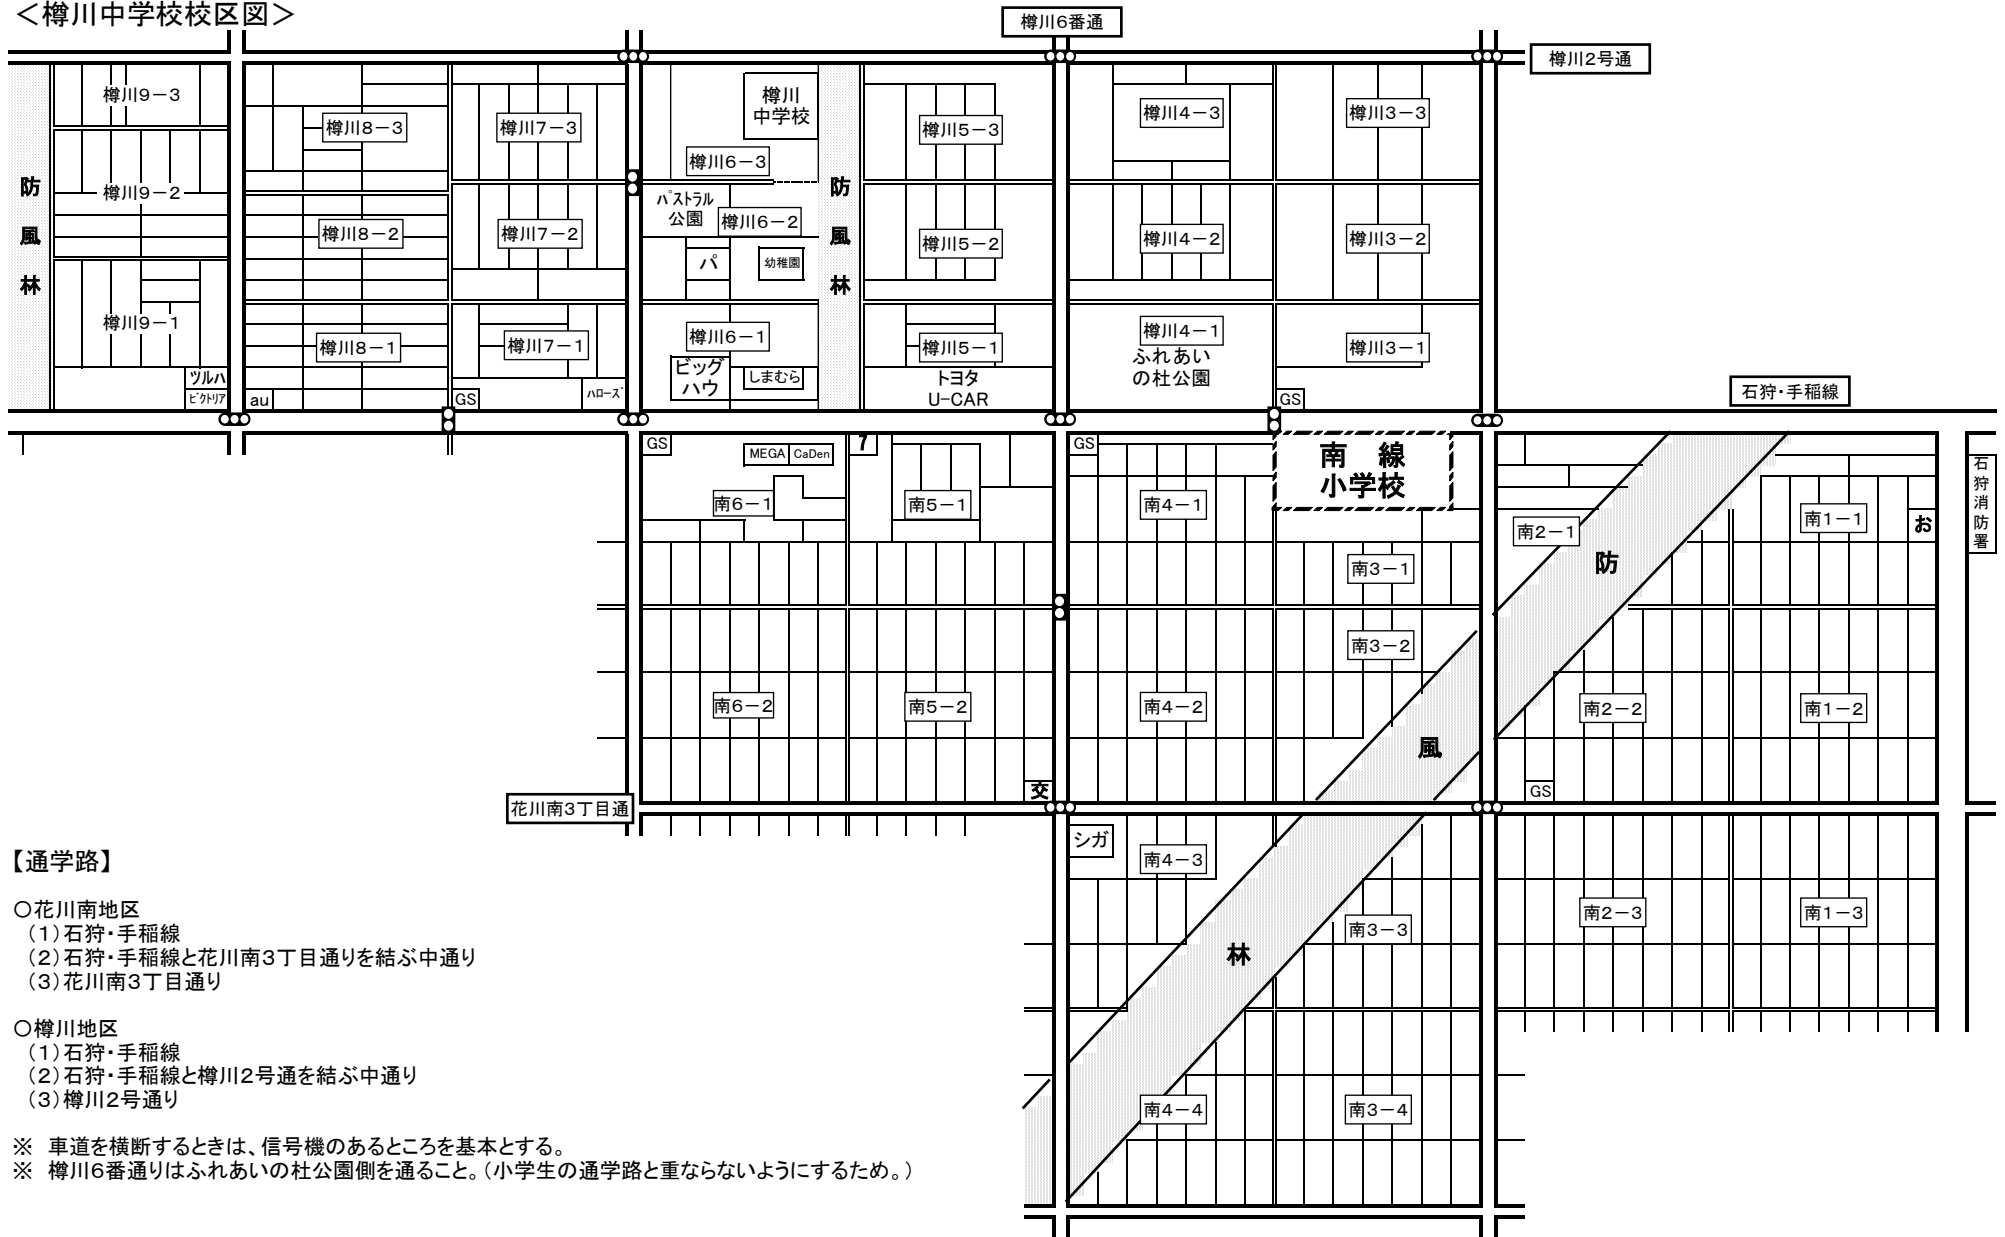 ＜樽川中学校校区図＞
樽川６番通
樽川２号通
樽川９－３
樽川８－３
樽川７－３
樽川
中学校
樽川６－３
樽川５－３
樽川４－３
樽川３－３
防
風
林
樽川９－２
樽川８－２
樽川７－２
パストラル
公園
樽川６－２
パ
幼稚園
防
風
林
樽川５－２
樽川４－２
樽川３－２
樽川９－１
樽川８－１
樽川７－１
樽川６－１
樽川５－１
樽川４－１
樽川３－１
ふれあい
の杜公園
ツルハ
ビクトリア
au
GS
ハローズ
ビッグ
ハウ
しまむら
トヨタ
U-CAR
GS
石狩・手稲線
GS
MEGA
CaDen
7
GS
南　線
小学校
石狩消防署
南６－１
南５－１
南４－１
南２－１
南１－１
お
防
南３－１
南３－２
南６－２
南５－２
南４－２
南２－２
南１－２
風
交
GS
花川南３丁目通
シガ
南４－３
南３－３
南２－３
南１－３
林
南４－４
南３－４
【通学路】
○花川南地区
（１）石狩・手稲線
（２）石狩・手稲線と花川南３丁目通りを結ぶ中通り
（３）花川南３丁目通り
○樽川地区
（１）石狩・手稲線
（２）石狩・手稲線と樽川２号通を結ぶ中通り
（３）樽川２号通り
※　車道を横断するときは、信号機のあるところを基本とする。
※　樽川６番通りはふれあいの杜公園側を通ること。（小学生の通学路と重ならないようにするため。）